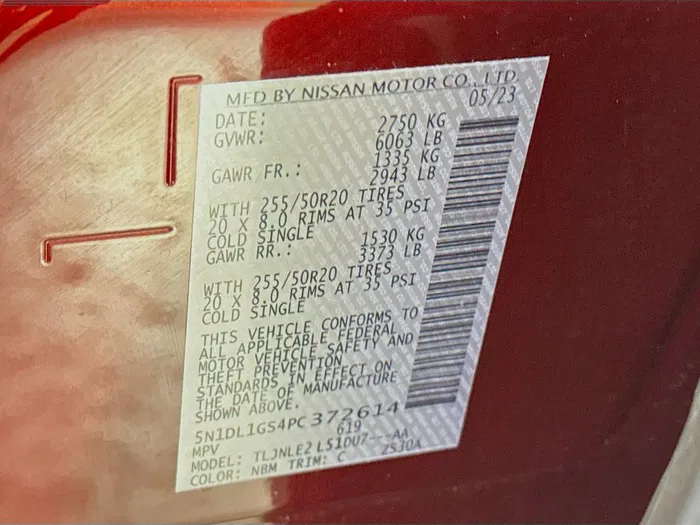 MFD BY NISSAN MOTOR CO., LTD.
DATE: 05/23
GVWR: 2750 KG
6063 LB
GAWR FR.: 1335 KG
2943 LB
WITH 255/50R20 TIRES
20 X 8.0 RIMS AT 35 PSI
COLD SINGLE
GAWR RR.: 1530 KG
3373 LB
WITH 255/50R20 TIRES
20 X 8.0 RIMS AT 35 PSI
COLD SINGLE
THIS VEHICLE CONFORMS TO
ALL APPLICABLE FEDERAL
MOTOR VEHICLE SAFETY AND
THEFT PREVENTION
STANDARDS IN EFFECT ON
THE DATE OF MANUFACTURE
SHOWN ABOVE.
5N1DL1GS4PC372614
MPV 619
MODEL: TLJNLE2 L51DU7---AA
COLOR: NBM TRIM: C ZS30A